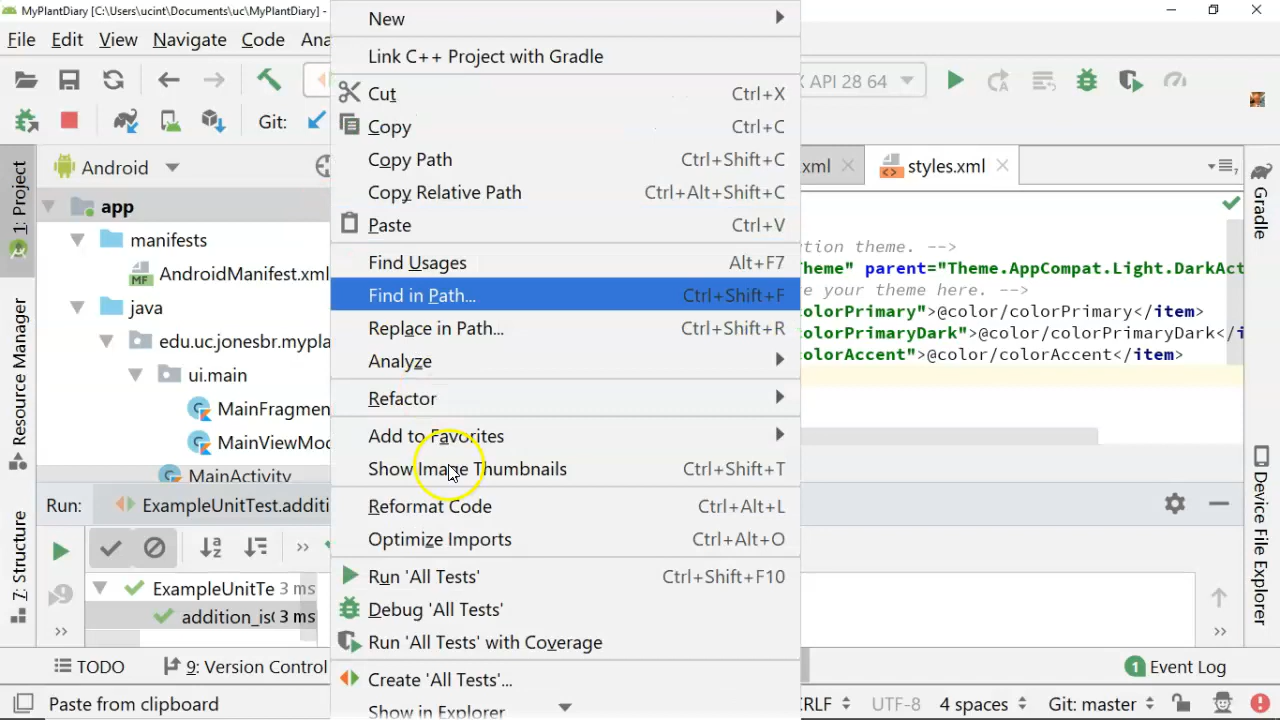 MyPlantDiary [C:\Users\ucint\Documents\uc\MyPlantDiary] -
File Edit View Navigate Code Ana
API 28 64
Git:
1: Project
Resource Manager
7: Structure
Android
app
manifests
AndroidManifest.xml
java
edu.uc.jonesbr.mypla
ui.main
MainFragmen
MainViewMod
MainActivity
New
Link C++ Project with Gradle
Cut Ctrl+X
Copy Ctrl+C
Copy Path Ctrl+Shift+C
Copy Relative Path Ctrl+Alt+Shift+C
Paste Ctrl+V
Find Usages Alt+F7
Find in Path... Ctrl+Shift+F
Replace in Path... Ctrl+Shift+R
Analyze
Refactor
Add to Favorites
Show Image Thumbnails Ctrl+Shift+T
Reformat Code Ctrl+Alt+L
Optimize Imports Ctrl+Alt+O
Run 'All Tests' Ctrl+Shift+F10
Debug 'All Tests'
Run 'All Tests' with Coverage
Create 'All Tests'...
Show in Explorer
xml styles.xml
tion theme. -->
Theme" parent="Theme.AppCompat.Light.DarkAct
e your theme here. -->
olorPrimary">@color/colorPrimary</item>
olorPrimaryDark">@color/colorPrimaryDark</i
olorAccent">@color/colorAccent</item>
Gradle
Device File Explorer
Run: ExampleUnitTest.additi
ExampleUnitTe 3 ms
addition_is 3 ms
TODO 9: Version Control
1 Event Log
Paste from clipboard
CRLF UTF-8 4 spaces Git: master